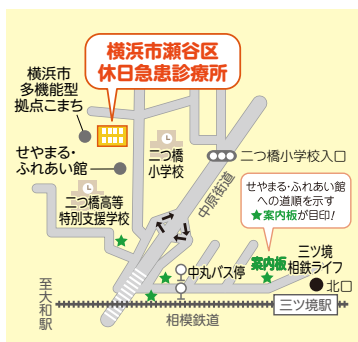 横浜市瀬谷区
休日急患診療所
横浜市
多機能型
拠点こまち
せやまる・
ふれあい館
二つ橋
小学校
二つ橋小学校入口
中原街道
二つ橋高等
特別支援学校
せやまる・ふれあい館
への道順を示す
★案内板が目印!
中丸バス停
案内板
三ツ境
相鉄ライフ
北口
三ツ境駅
至大和駅
相模鉄道